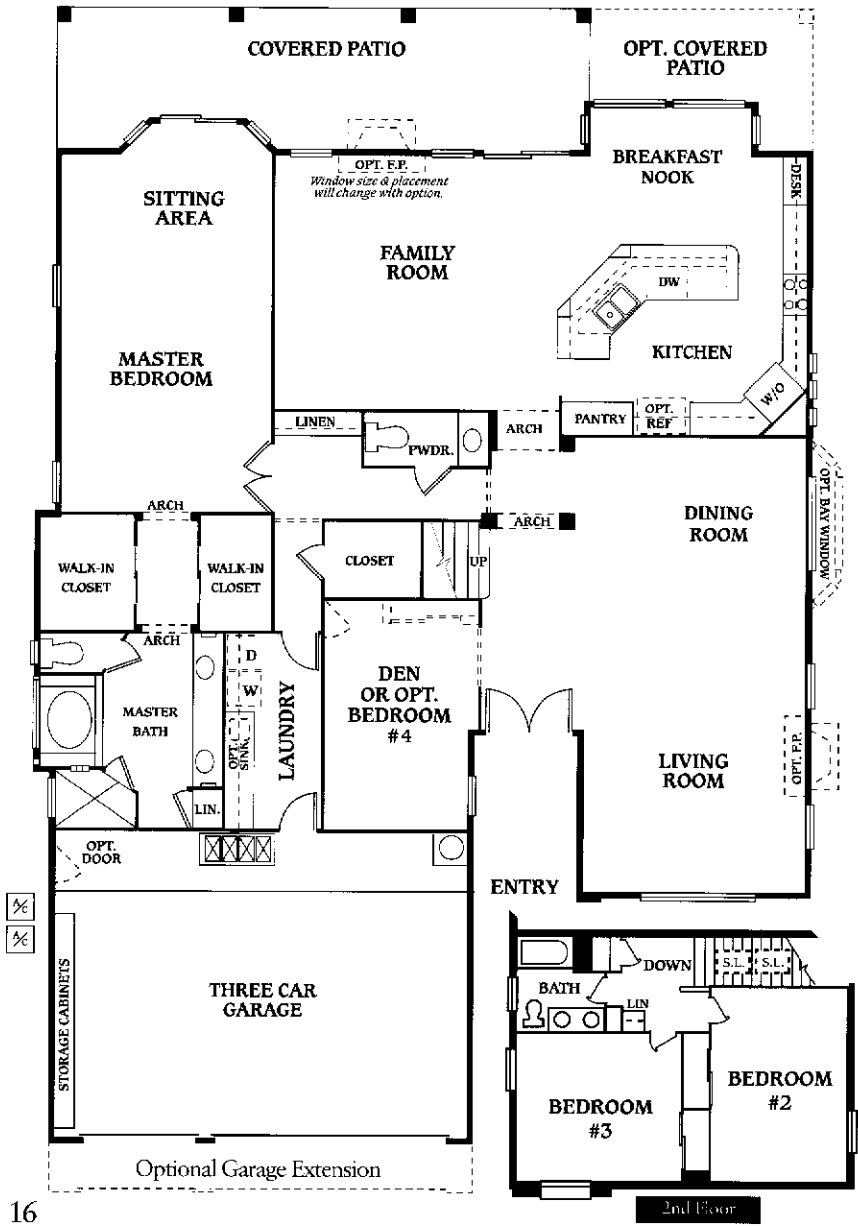 COVERED PATIO
OPT. COVERED
PATIO
OPT. F.P.
Window size & placement
will change with option.
BREAKFAST
NOOK
DESK
SITTING
AREA
FAMILY
ROOM
DW
KITCHEN
MASTER
BEDROOM
W/O
LINEN
PWDR.
ARCH
PANTRY
OPT.
REF
ARCH
ARCH
DINING
ROOM
OPT. BAY WINDOW
WALK-IN
CLOSET
WALK-IN
CLOSET
CLOSET
UP
ARCH
D
W
OPT.
SINK
LAUNDRY
DEN
OR OPT.
BEDROOM
#4
MASTER
BATH
LIVING
ROOM
OPT. F.P.
LIN.
OPT.
DOOR
ENTRY
A/C
A/C
STORAGE CABINETS
THREE CAR
GARAGE
DOWN
S.L.
S.L.
BATH
LIN
BEDROOM
#2
BEDROOM
#3
Optional Garage Extension
16
2nd Floor